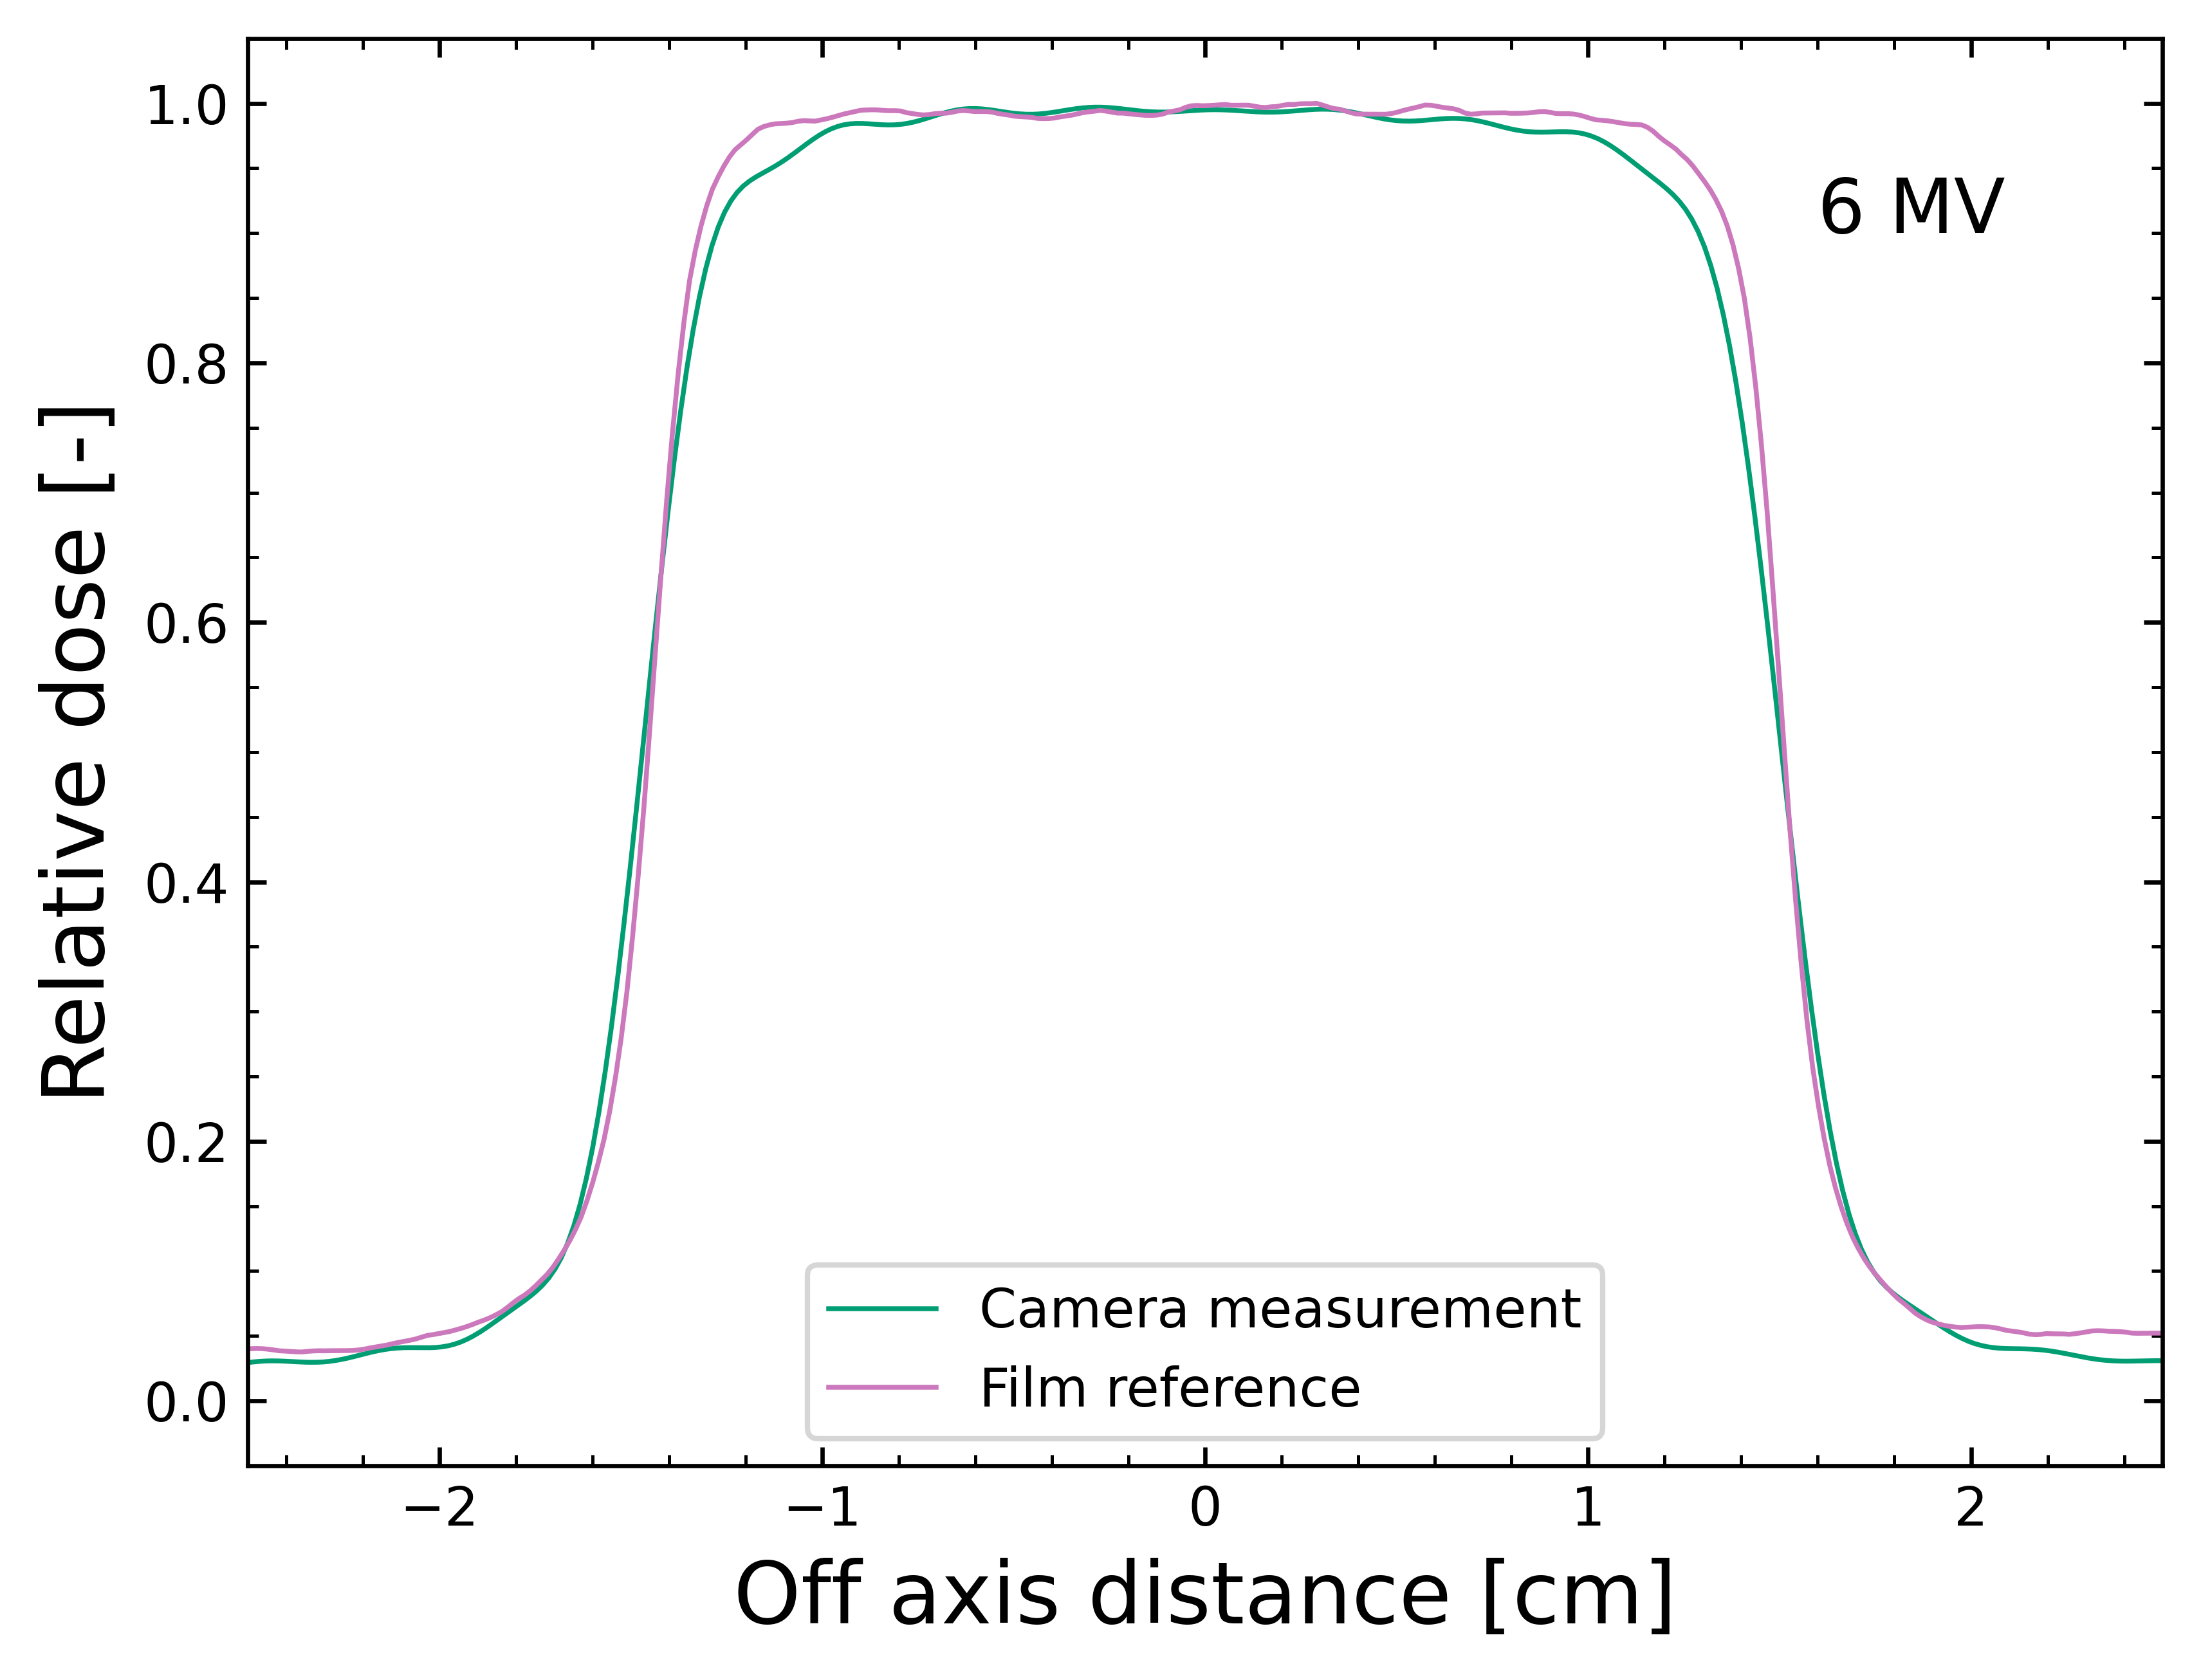 1.0
0.8
0.6
0.4
0.2
0.0
Relative dose [-]
6 MV
Camera measurement
Film reference
−2 −1 0 1 2
Off axis distance [cm]